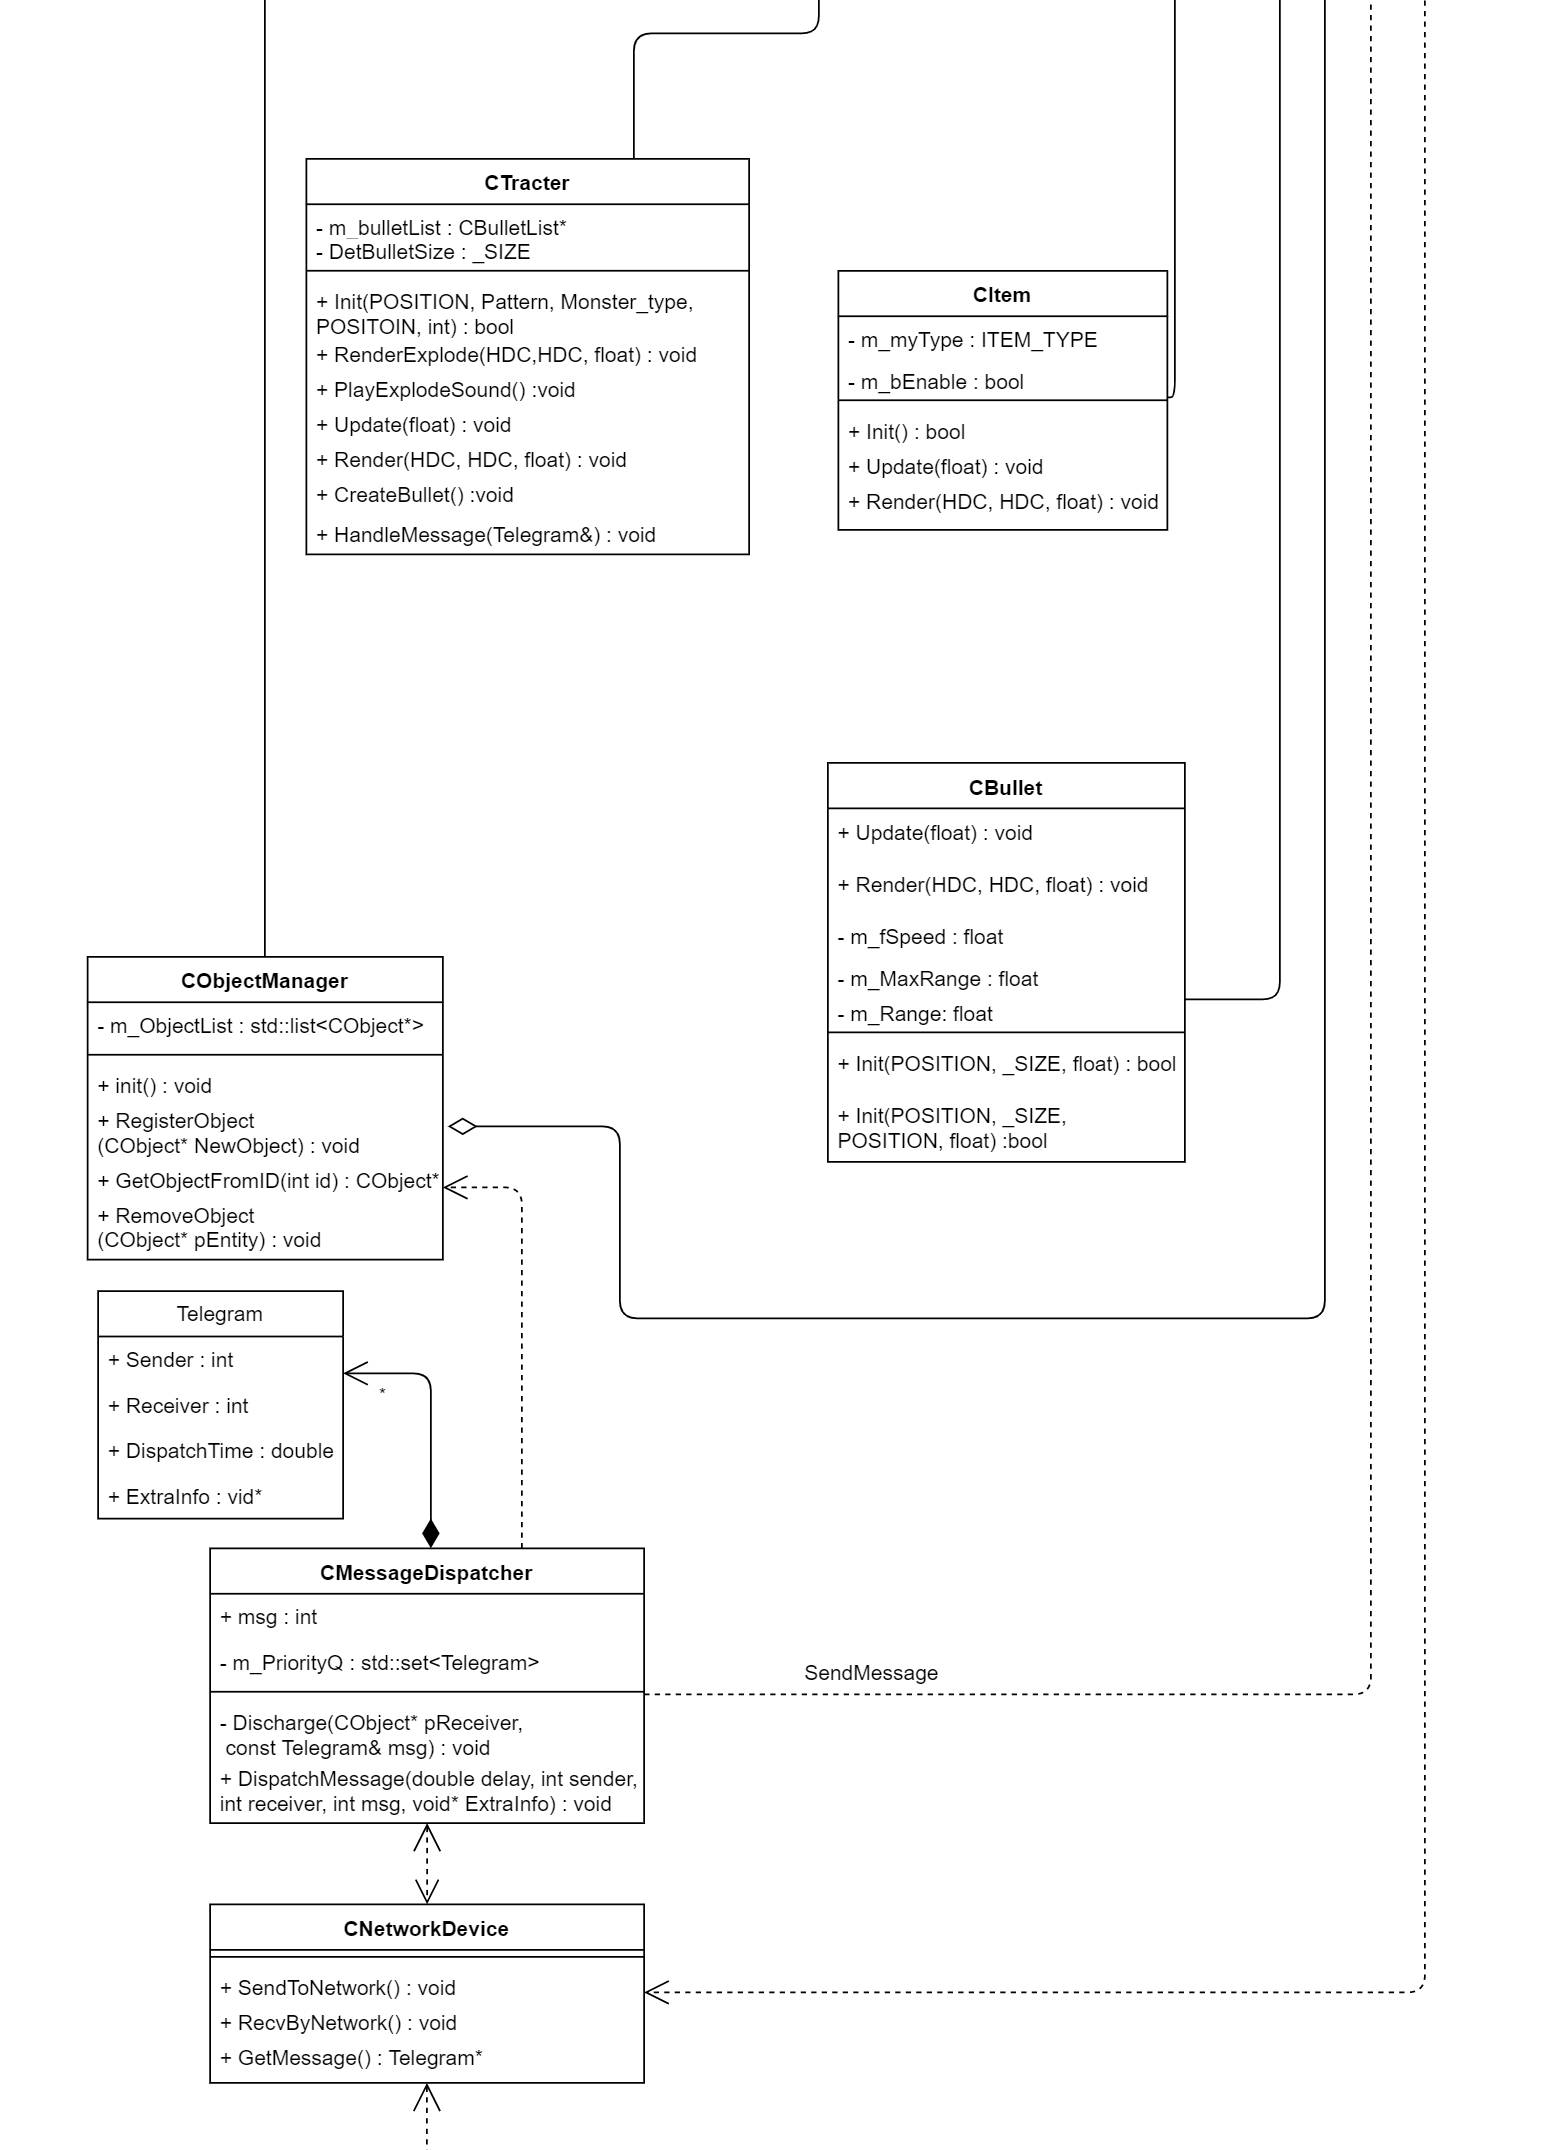 CTracter
- m_bulletList : CBulletList*
- DetBulletSize : _SIZE
+ Init(POSITION, Pattern, Monster_type,
POSITOIN, int) : bool
+ RenderExplode(HDC,HDC, float) : void
+ PlayExplodeSound() :void
+ Update(float) : void
+ Render(HDC, HDC, float) : void
+ CreateBullet() :void
+ HandleMessage(Telegram&) : void
CItem
- m_myType : ITEM_TYPE
- m_bEnable : bool
+ Init() : bool
+ Update(float) : void
+ Render(HDC, HDC, float) : void
CBullet
+ Update(float) : void
+ Render(HDC, HDC, float) : void
- m_fSpeed : float
- m_MaxRange : float
- m_Range: float
+ Init(POSITION, _SIZE, float) : bool
+ Init(POSITION, _SIZE,
POSITION, float) :bool
CObjectManager
- m_ObjectList : std::list<CObject*>
+ init() : void
+ RegisterObject
(CObject* NewObject) : void
+ GetObjectFromID(int id) : CObject*
+ RemoveObject
(CObject* pEntity) : void
Telegram
+ Sender : int
+ Receiver : int
+ DispatchTime : double
+ ExtraInfo : vid*
*
CMessageDispatcher
+ msg : int
- m_PriorityQ : std::set<Telegram>
- Discharge(CObject* pReceiver,
const Telegram& msg) : void
+ DispatchMessage(double delay, int sender,
int receiver, int msg, void* ExtraInfo) : void
SendMessage
CNetworkDevice
+ SendToNetwork() : void
+ RecvByNetwork() : void
+ GetMessage() : Telegram*